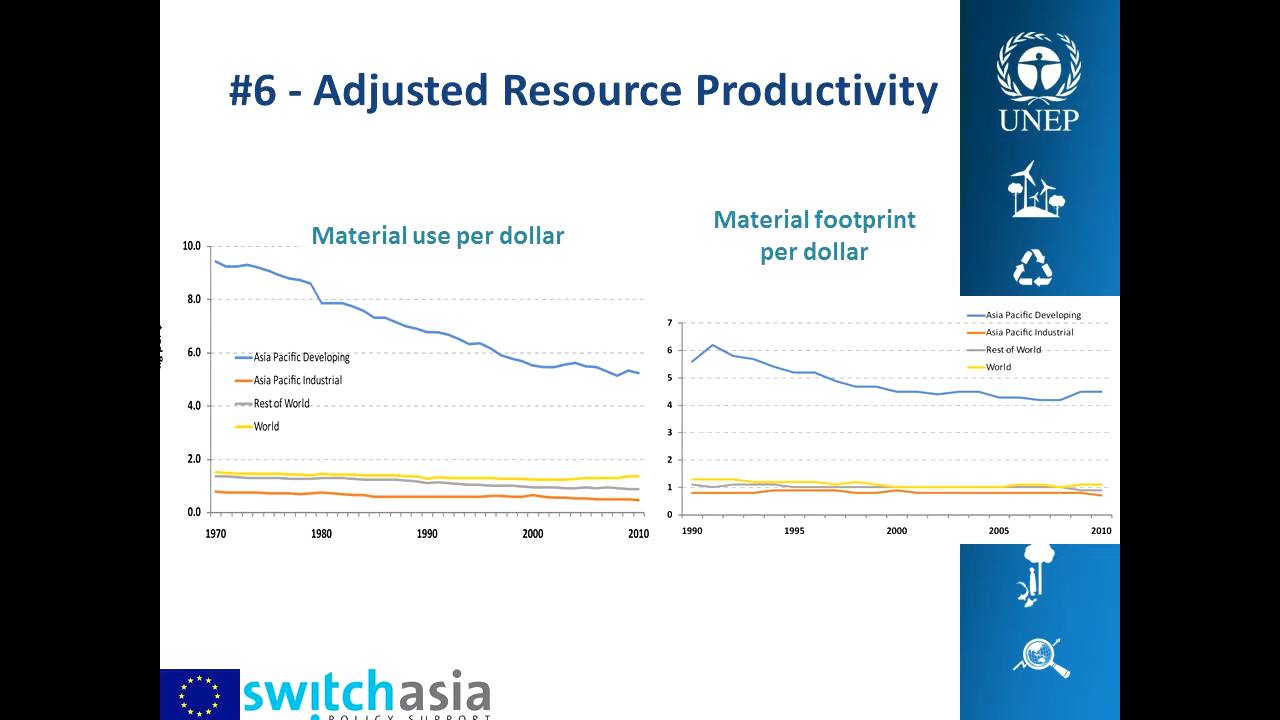 #6 - Adjusted Resource Productivity
UNEP
Material use per dollar
10.0
8.0
6.0
4.0
2.0
0.0
Asia Pacific Developing
Asia Pacific Industrial
Rest of World
World
1970 1980 1990 2000 2010
Material footprint
per dollar
7
6
5
4
3
2
1
0
Asia Pacific Developing
Asia Pacific Industrial
Rest of World
World
1990 1995 2000 2005 2010
switchasia
POLICY SUPPORT